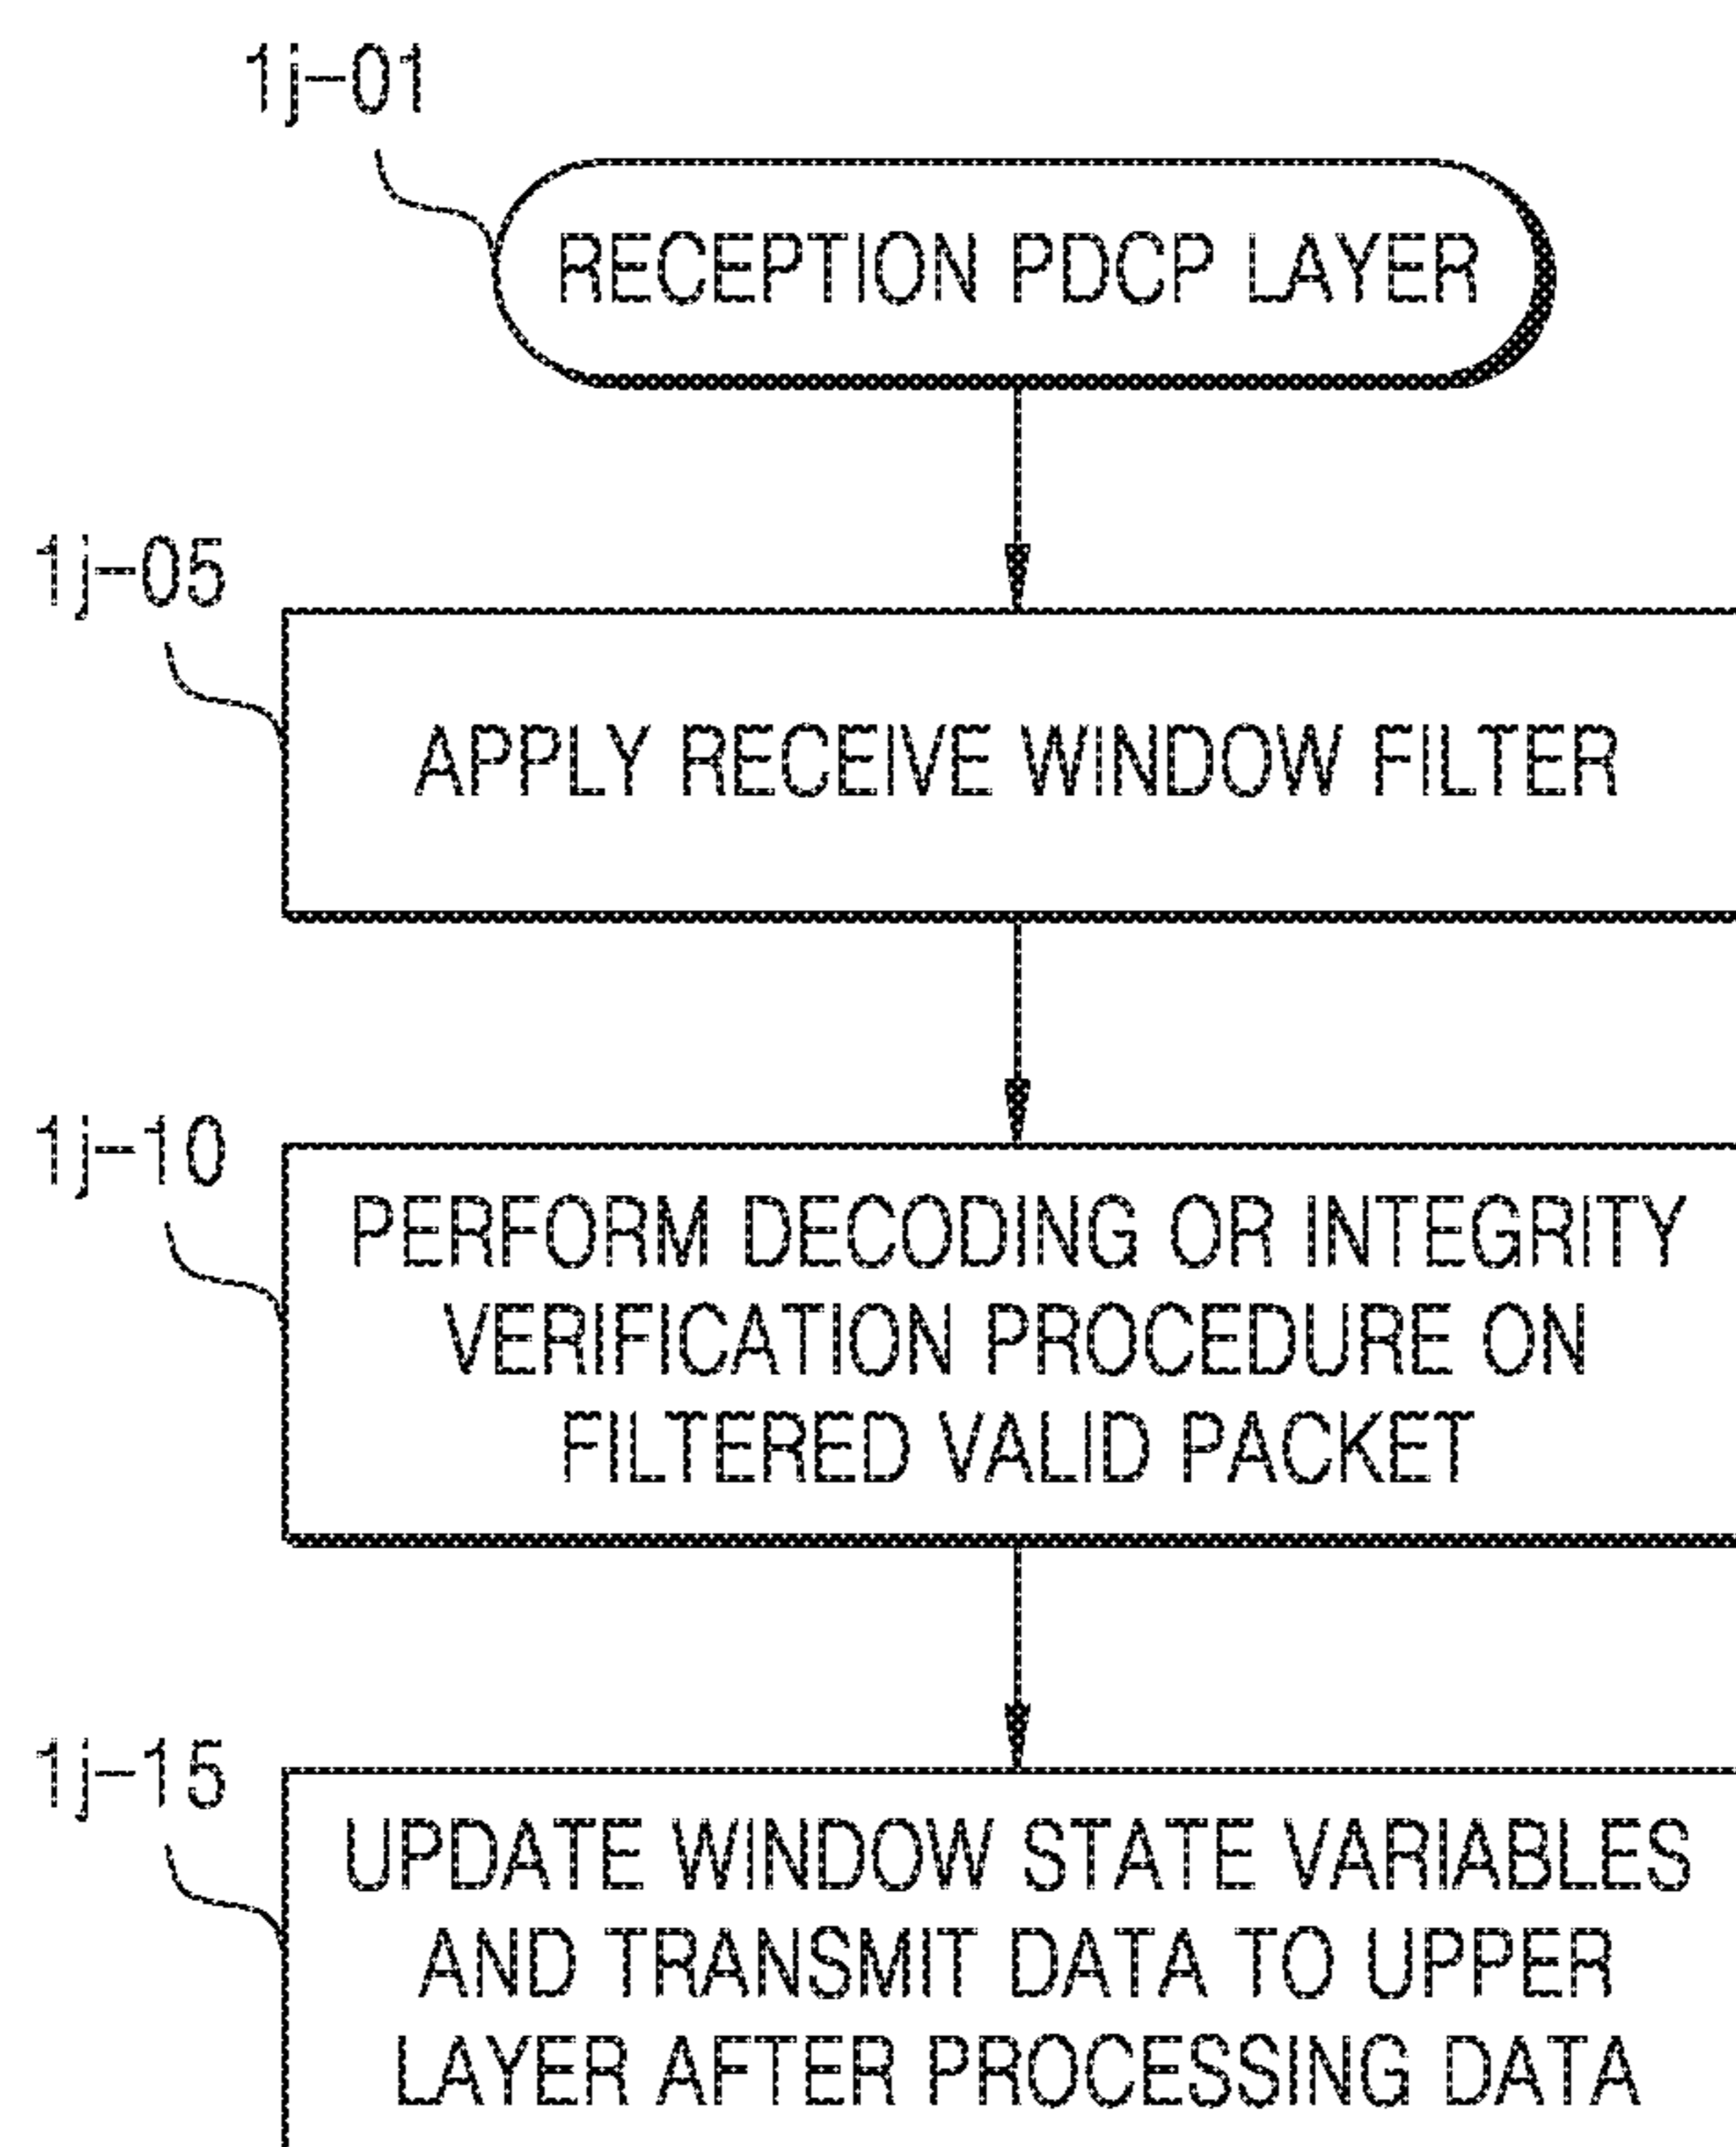 1j-01
RECEPTION PDCP LAYER
1j-05
APPLY RECEIVE WINDOW FILTER
1j-10
PERFORM DECODING OR INTEGRITY
VERIFICATION PROCEDURE ON
FILTERED VALID PACKET
1j-15
UPDATE WINDOW STATE VARIABLES
AND TRANSMIT DATA TO UPPER
LAYER AFTER PROCESSING DATA